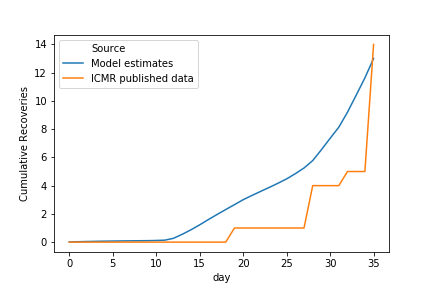 Source
Model estimates
ICMR published data
Cumulative Recoveries
14
12
10
8
6
4
2
0
0 5 10 15 20 25 30 35
day